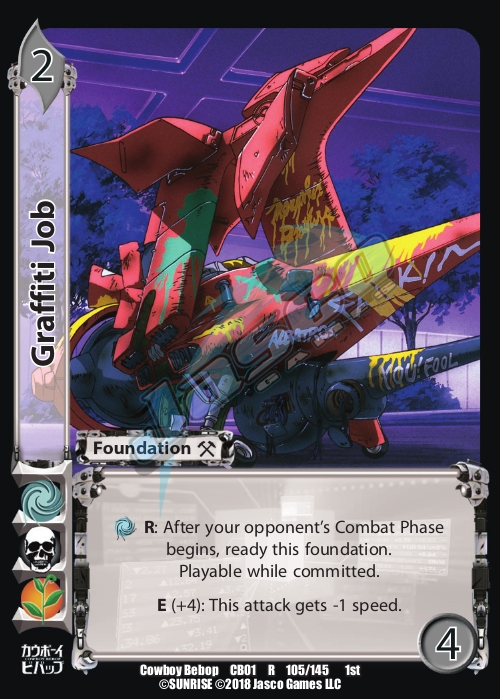 2
Graffiti Job
Foundation
R: After your opponent's Combat Phase
begins, ready this foundation.
Playable while committed.
E (+4): This attack gets -1 speed.
4
カウボーイ
ビバップ
Cowboy Bebop CB01 R 105/145 1st
©SUNRISE ©2018 Jasco Games LLC